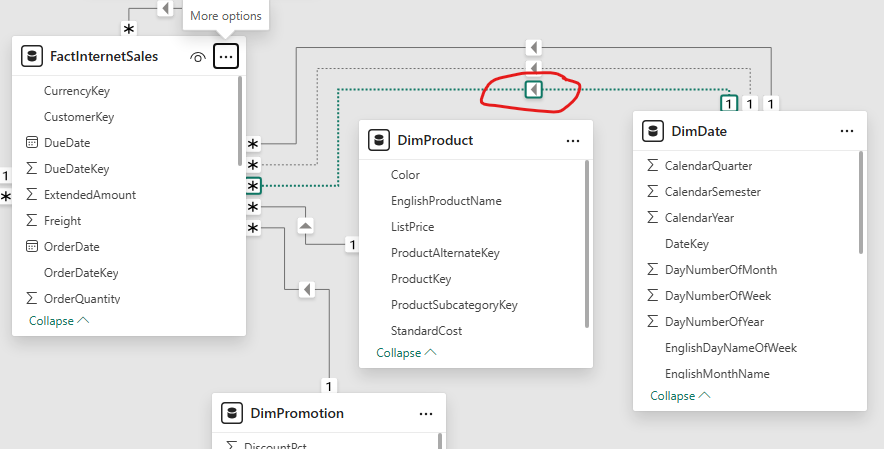 More options
FactInternetSales
CurrencyKey
CustomerKey
DueDate
DueDateKey
ExtendedAmount
Freight
OrderDate
OrderDateKey
OrderQuantity
Collapse
*
1
*
*
*
*
*
*
1
1
DimProduct
Color
EnglishProductName
ListPrice
ProductAlternateKey
ProductKey
ProductSubcategoryKey
StandardCost
Collapse
1 1 1
DimDate
CalendarQuarter
CalendarSemester
CalendarYear
DateKey
DayNumberOfMonth
DayNumberOfWeek
DayNumberOfYear
EnglishDayNameOfWeek
EnglishMonthName
Collapse
DimPromotion
DiscountPct